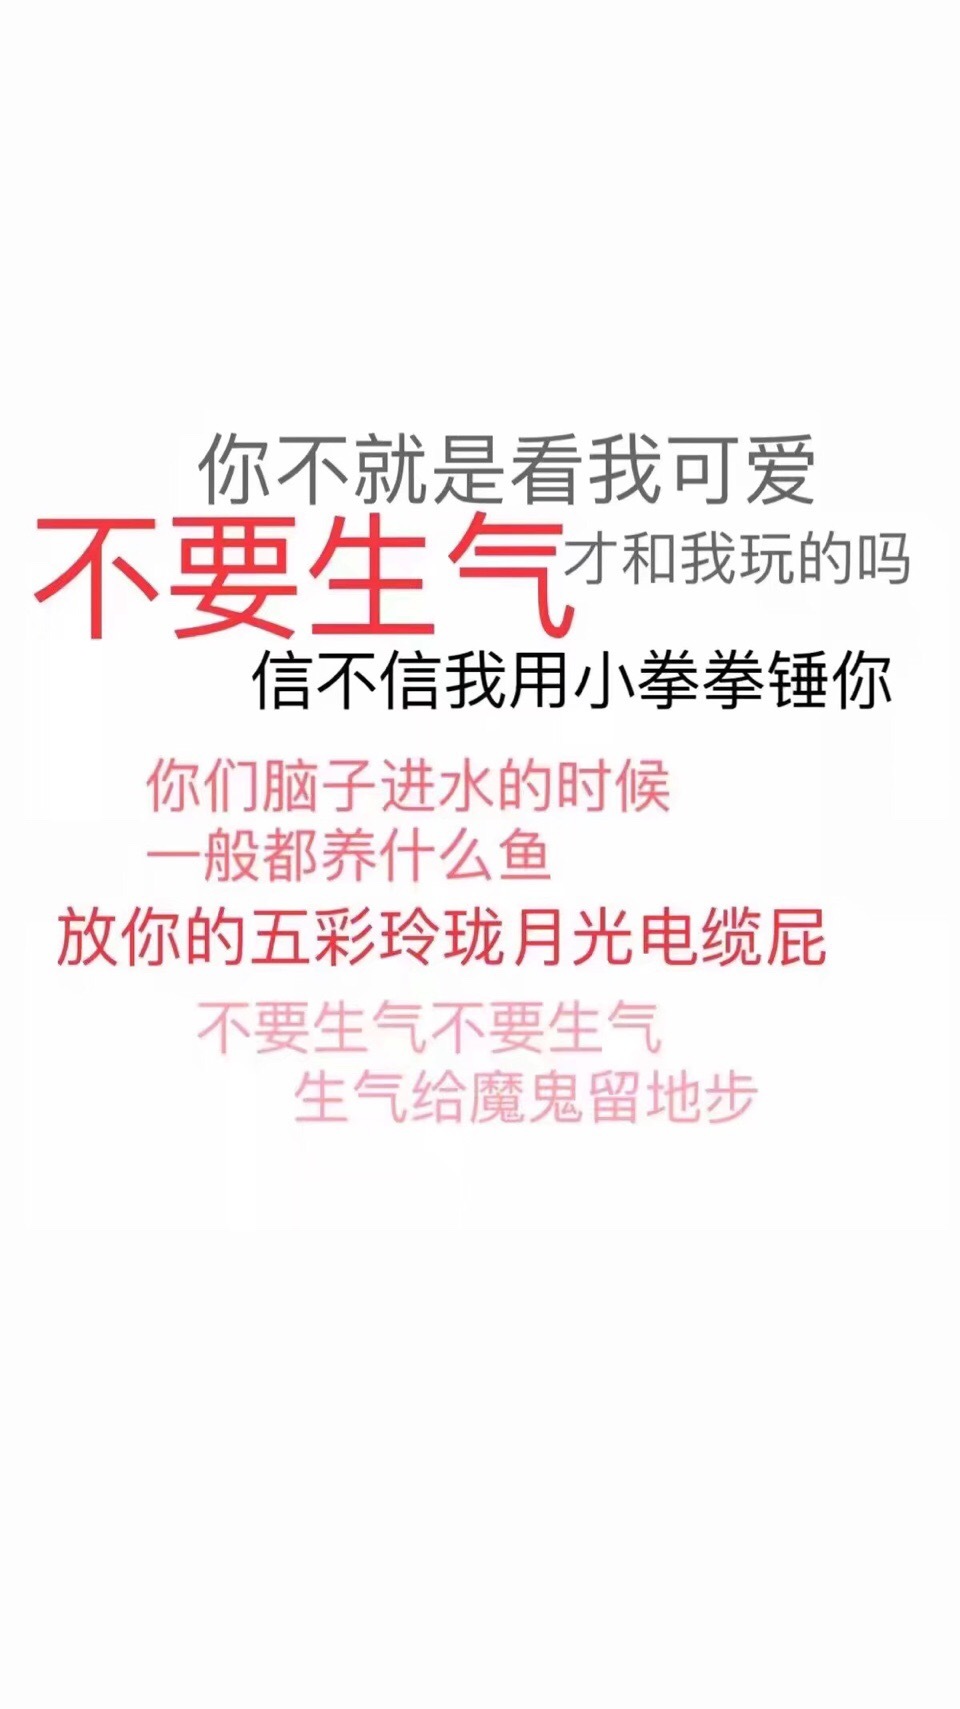 你不就是看我可爱
不要生气
才和我玩的吗
信不信我用小拳拳锤你
你们脑子进水的时候
一般都养什么鱼
放你的五彩玲珑月光电缆屁
不要生气不要生气
生气给魔鬼留地步